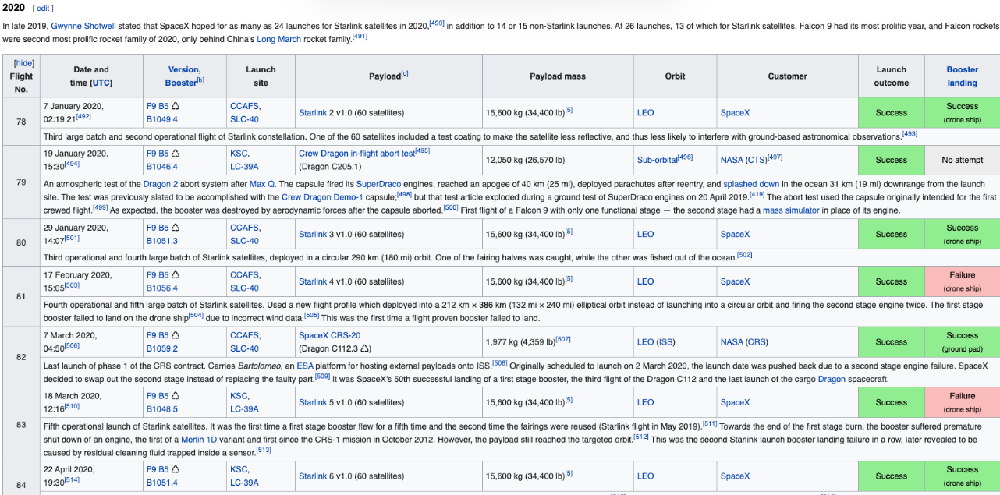 2020 [ edit ]
In late 2019, Gwynne Shotwell stated that SpaceX hoped for as many as 24 launches for Starlink satellites in 2020,[490] in addition to 14 or 15 non-Starlink launches. At 26 launches, 13 of which for Starlink satellites, Falcon 9 had its most prolific year, and Falcon rockets
were second most prolific rocket family of 2020, only behind China's Long March rocket family.[491]
[hide]
Flight
No.
Date and
time (UTC)
Version,
Booster[b]
Launch
site
Payload[c]
Payload mass
Orbit
Customer
Launch
outcome
Booster
landing
78
7 January 2020,
02:19:21[492]
F9 B5 ♺
B1049.4
CCAFS,
SLC-40
Starlink 2 v1.0 (60 satellites)
15,600 kg (34,400 lb)[5]
LEO
SpaceX
Success
Success
(drone ship)
Third large batch and second operational flight of Starlink constellation. One of the 60 satellites included a test coating to make the satellite less reflective, and thus less likely to interfere with ground-based astronomical observations.[493]
79
19 January 2020,
15:30[494]
F9 B5 ♺
B1046.4
KSC,
LC-39A
Crew Dragon in-flight abort test[495]
(Dragon C205.1)
12,050 kg (26,570 lb)
Sub-orbital[496]
NASA (CTS)[497]
Success
No attempt
An atmospheric test of the Dragon 2 abort system after Max Q. The capsule fired its SuperDraco engines, reached an apogee of 40 km (25 mi), deployed parachutes after reentry, and splashed down in the ocean 31 km (19 mi) downrange from the launch
site. The test was previously slated to be accomplished with the Crew Dragon Demo-1 capsule;[498] but that test article exploded during a ground test of SuperDraco engines on 20 April 2019.[419] The abort test used the capsule originally intended for the first
crewed flight.[499] As expected, the booster was destroyed by aerodynamic forces after the capsule aborted.[500] First flight of a Falcon 9 with only one functional stage — the second stage had a mass simulator in place of its engine.
80
29 January 2020,
14:07[501]
F9 B5 ♺
B1051.3
CCAFS,
SLC-40
Starlink 3 v1.0 (60 satellites)
15,600 kg (34,400 lb)[5]
LEO
SpaceX
Success
Success
(drone ship)
Third operational and fourth large batch of Starlink satellites, deployed in a circular 290 km (180 mi) orbit. One of the fairing halves was caught, while the other was fished out of the ocean.[502]
81
17 February 2020,
15:05[503]
F9 B5 ♺
B1056.4
CCAFS,
SLC-40
Starlink 4 v1.0 (60 satellites)
15,600 kg (34,400 lb)[5]
LEO
SpaceX
Success
Failure
(drone ship)
Fourth operational and fifth large batch of Starlink satellites. Used a new flight profile which deployed into a 212 km × 386 km (132 mi × 240 mi) elliptical orbit instead of launching into a circular orbit and firing the second stage engine twice. The first stage
booster failed to land on the drone ship[504] due to incorrect wind data.[505] This was the first time a flight proven booster failed to land.
82
7 March 2020,
04:50[506]
F9 B5 ♺
B1059.2
CCAFS,
SLC-40
SpaceX CRS-20
(Dragon C112.3 ♺)
1,977 kg (4,359 lb)[507]
LEO (ISS)
NASA (CRS)
Success
Success
(ground pad)
Last launch of phase 1 of the CRS contract. Carries Bartolomeo, an ESA platform for hosting external payloads onto ISS.[508] Originally scheduled to launch on 2 March 2020, the launch date was pushed back due to a second stage engine failure. SpaceX
decided to swap out the second stage instead of replacing the faulty part.[509] It was SpaceX's 50th successful landing of a first stage booster, the third flight of the Dragon C112 and the last launch of the cargo Dragon spacecraft.
83
18 March 2020,
12:16[510]
F9 B5 ♺
B1048.5
KSC,
LC-39A
Starlink 5 v1.0 (60 satellites)
15,600 kg (34,400 lb)[5]
LEO
SpaceX
Success
Failure
(drone ship)
Fifth operational launch of Starlink satellites. It was the first time a first stage booster flew for a fifth time and the second time the fairings were reused (Starlink flight in May 2019).[511] Towards the end of the first stage burn, the booster suffered premature
shut down of an engine, the first of a Merlin 1D variant and first since the CRS-1 mission in October 2012. However, the payload still reached the targeted orbit.[512] This was the second Starlink launch booster landing failure in a row, later revealed to be
caused by residual cleaning fluid trapped inside a sensor.[513]
84
22 April 2020,
19:30[514]
F9 B5 ♺
B1051.4
KSC,
LC-39A
Starlink 6 v1.0 (60 satellites)
15,600 kg (34,400 lb)[5]
LEO
SpaceX
Success
Success
(drone ship)